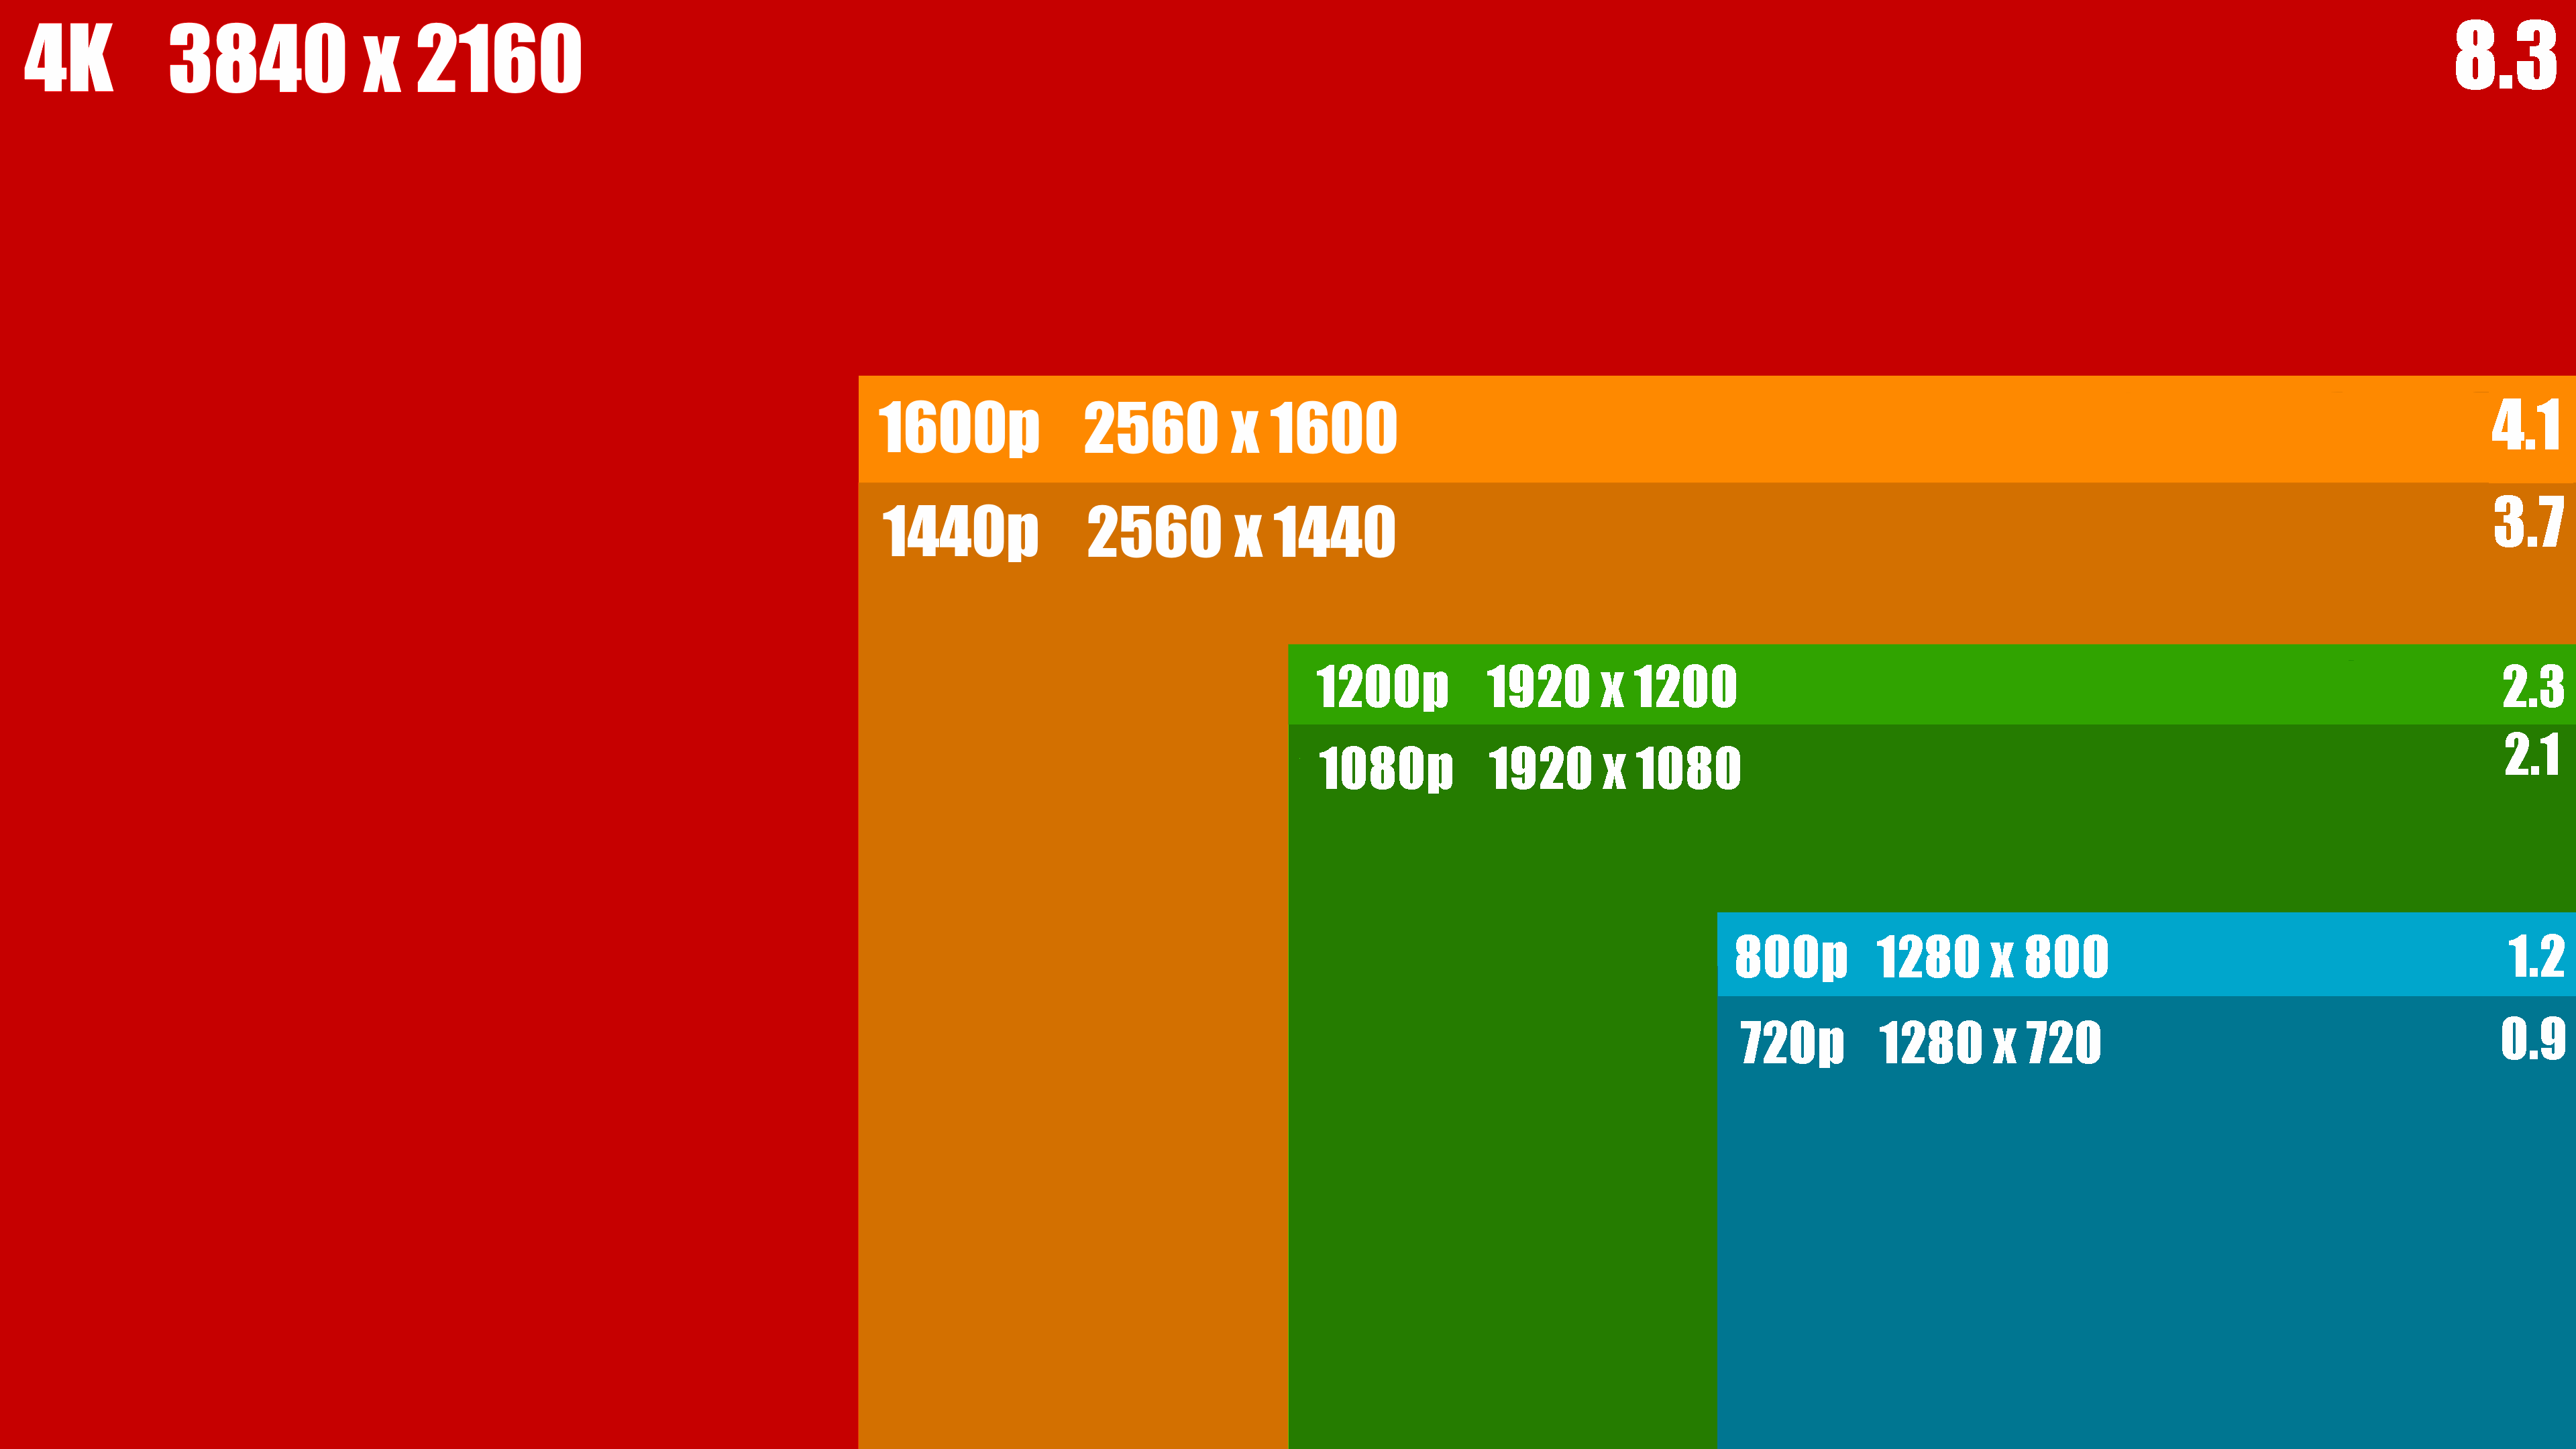 4K 3840 x 2160 8.3
1600p 2560 x 1600 4.1
1440p 2560 x 1440 3.7
1200p 1920 x 1200 2.3
1080p 1920 x 1080 2.1
800p 1280 x 800 1.2
720p 1280 x 720 0.9